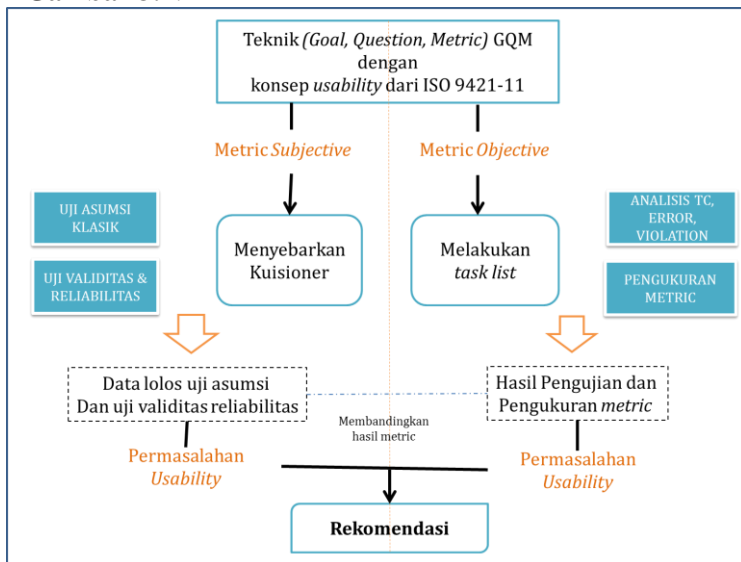 Teknik (Goal, Question, Metric) GQM
dengan
konsep usability dari ISO 9421-11
Metric Subjective
Metric Objective
UJI ASUMSI
KLASIK
Menyebarkan
Kuisioner
Melakukan
task list
ANALISIS TC,
ERROR,
VIOLATION
UJI VALIDITAS &
RELIABILITAS
PENGUKURAN
METRIC
Data lolos uji asumsi
Dan uji validitas reliabilitas
Hasil Pengujian dan
Pengukuran metric
Membandingkan
hasil metric
Permasalahan
Usability
Permasalahan
Usability
Rekomendasi